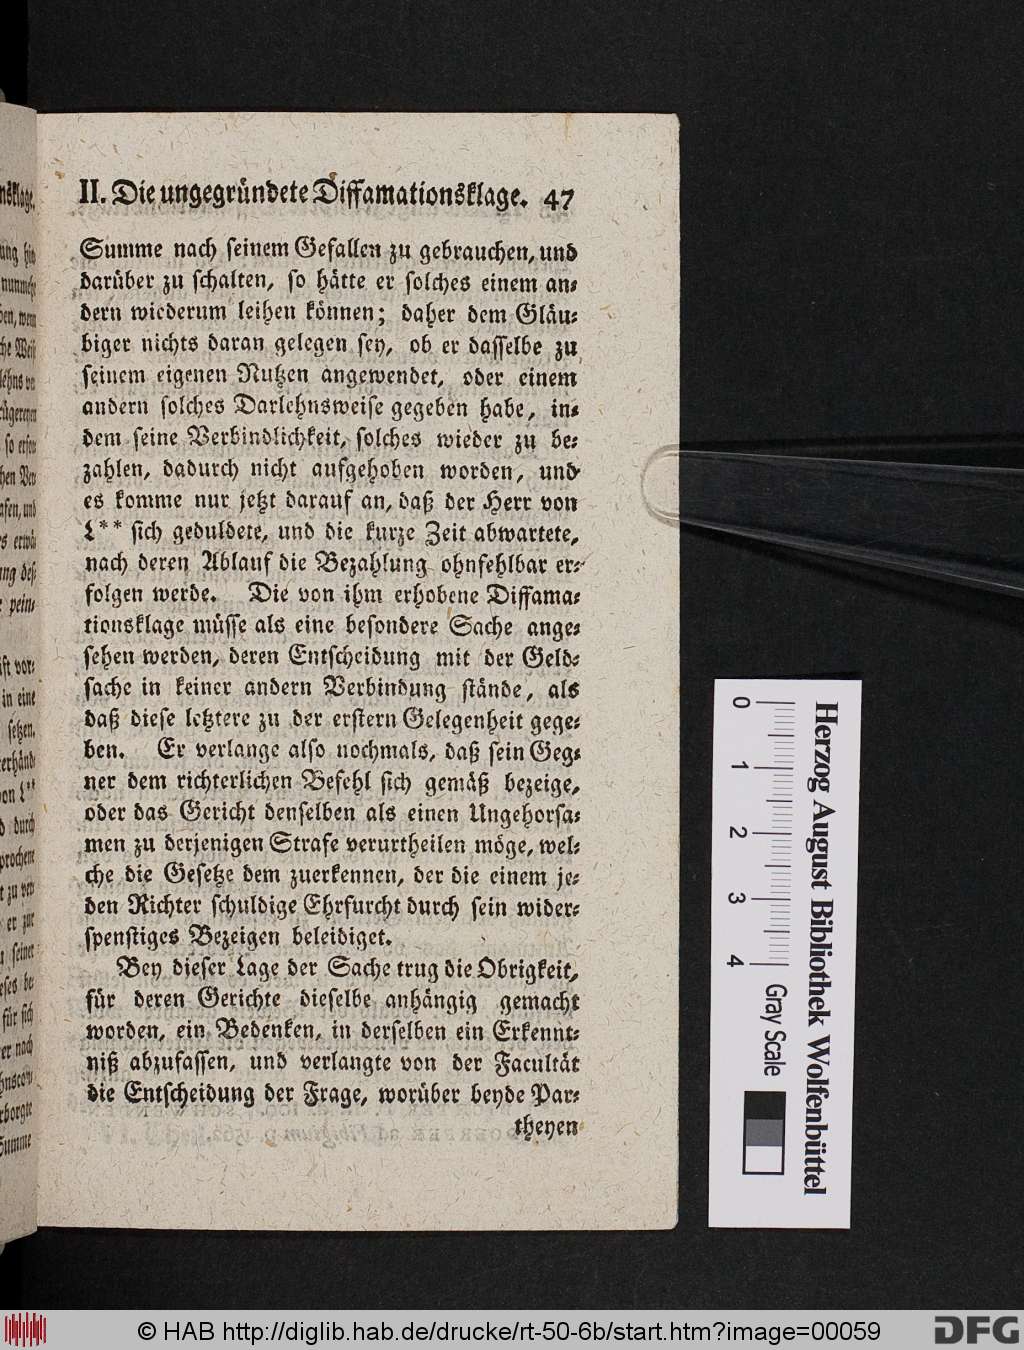 II. Die ungegründete Diffamationsklage. 47
Summe nach seinem Gefallen zu gebrauchen, und
darüber zu schalten, so hätte er solches einem an⸗
dern wiederum leihen können; daher dem Gläu⸗
biger nichts daran gelegen sey, ob er dasselbe zu
seinem eigenen Nutzen angewendet, oder einem
andern solches Darlehnsweise gegeben habe, in⸗
dem seine Verbindlichkeit, solches wieder zu be⸗
zahlen, dadurch nicht aufgehoben worden, und
es komme nur jetzt darauf an, daß der Herr von
L** sich geduldete, und die kurze Zeit abwartete,
nach deren Ablauf die Bezahlung ohnfehlbar er⸗
folgen werde. Die von ihm erhobene Diffama⸗
tionsklage müsse als eine besondere Sache ange⸗
sehen werden, deren Entscheidung mit der Geld⸗
sache in keiner andern Verbindung stände, als
daß diese letztere zu der erstern Gelegenheit gege⸗
ben. Er verlange also nochmals, daß sein Geg⸗
ner dem richterlichen Befehl sich gemäß bezeige,
oder das Gericht denselben als einen Ungehorsa⸗
men zu derjenigen Strafe verurtheilen möge, wel⸗
che die Gesetze dem zuerkennen, der die einem je⸗
den Richter schuldige Ehrfurcht durch sein wider⸗
spenstiges Bezeigen beleidiget.
Bey dieser Lage der Sache trug die Obrigkeit,
für deren Gerichte dieselbe anhängig gemacht
worden, ein Bedenken, in derselben ein Erkennt⸗
niß abzufassen, und verlangte von der Facultät
die Entscheidung der Frage, worüber beyde Par⸗
theyen
0 1 2 3 4
Gray Scale
Herzog August Bibliothek Wolfenbüttel
© HAB http://diglib.hab.de/drucke/rt-50-6b/start.htm?image=00059
DFG